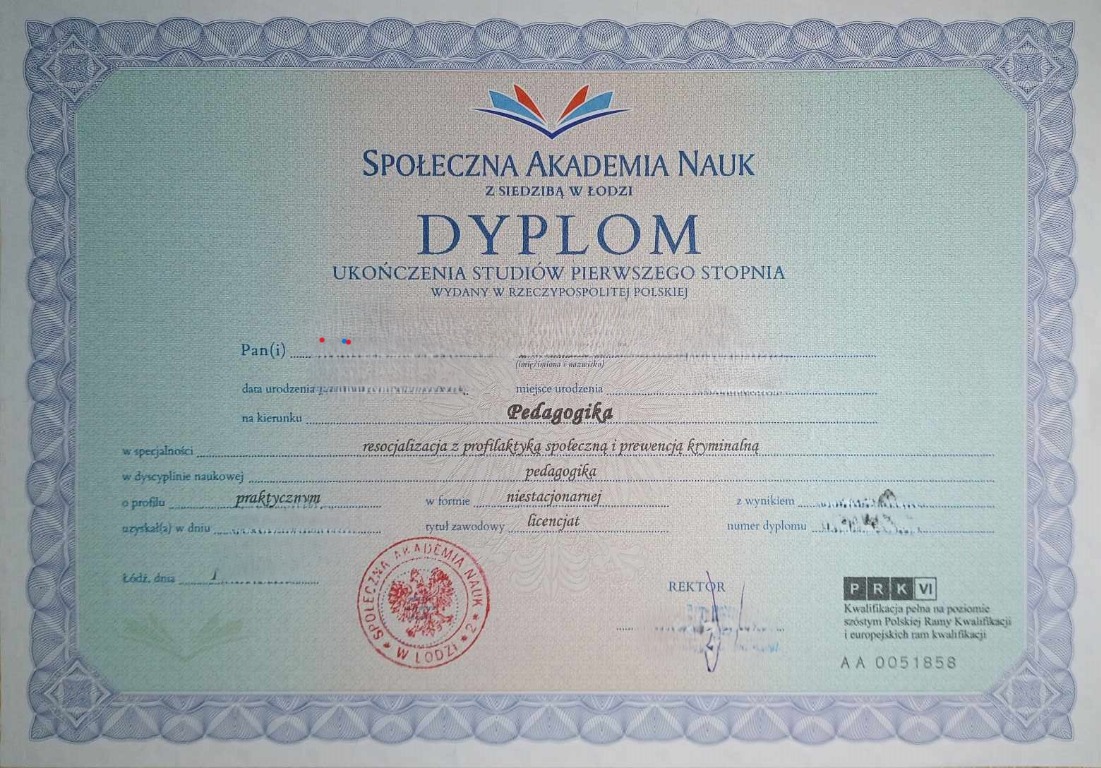 SPOŁECZNA AKADEMIA NAUK
Z SIEDZIBĄ W ŁODZI
DYPLOM
UKOŃCZENIA STUDIÓW PIERWSZEGO STOPNIA
WYDANY W RZECZYPOSPOLITEJ POLSKIEJ
Pan(i)
(imię/imiona i nazwisko)
data urodzenia miejsce urodzenia
na kierunku Pedagogika
w specjalności resocjalizacja z profilaktyką społeczną i prewencją kryminalną
w dyscyplinie naukowej pedagogika
o profilu praktycznym w formie niestacjonarnej z wynikiem
uzyskał(a) w dniu tytuł zawodowy licencjat numer dyplomu
Łódź, dnia
SPOŁECZNA AKADEMIA NAUK * 2 * W ŁODZI *
REKTOR
PRK VI
Kwalifikacja pełna na poziomie
szóstym Polskiej Ramy Kwalifikacji
i europejskich ram kwalifikacji
AA 0051858